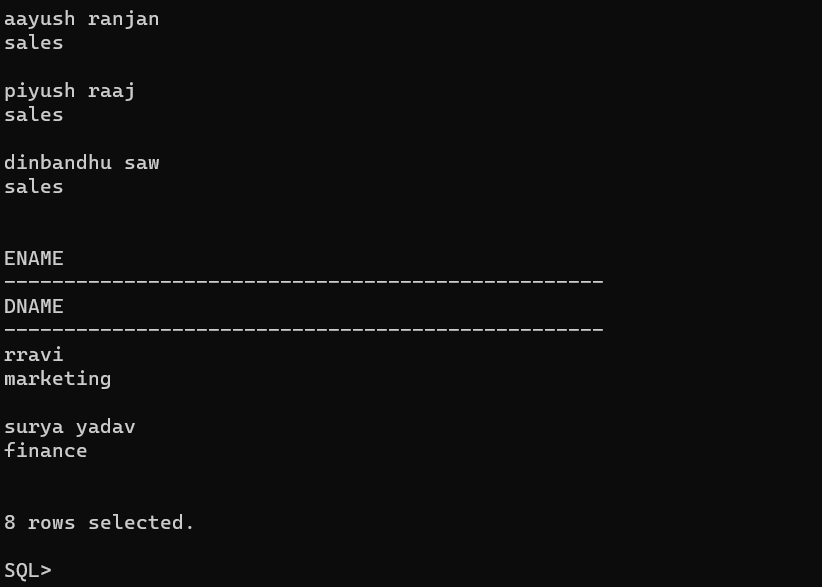 aayush ranjan
sales
piyush raaj
sales
dinbandhu saw
sales
ENAME
--------------------------------------------------
DNAME
--------------------------------------------------
rravi
marketing
surya yadav
finance
8 rows selected.
SQL>